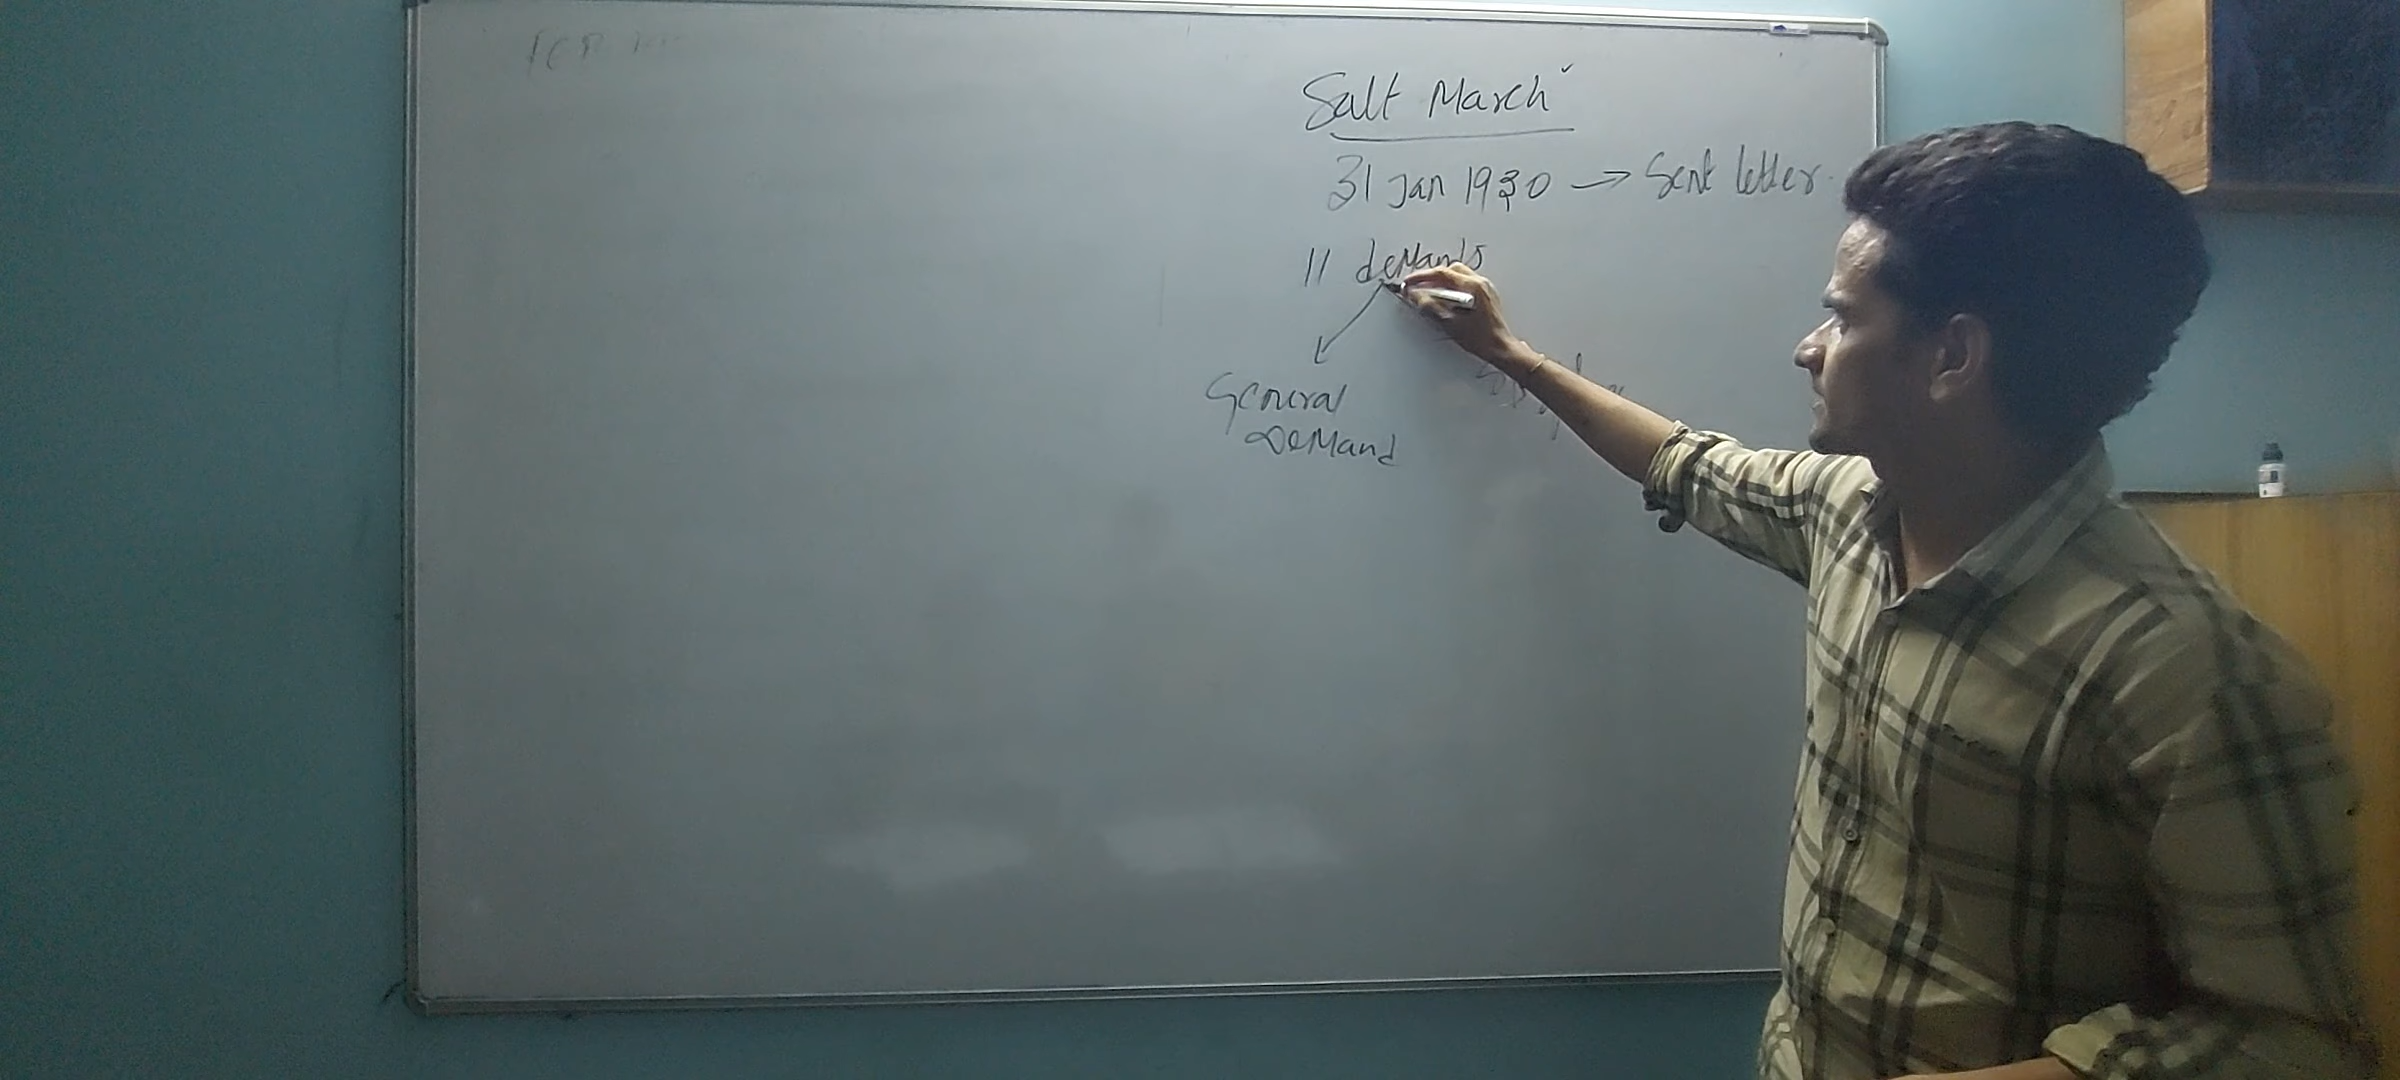 Salt March
31 Jan 1930 → Sent letter.
11 deMands
General
DeMand